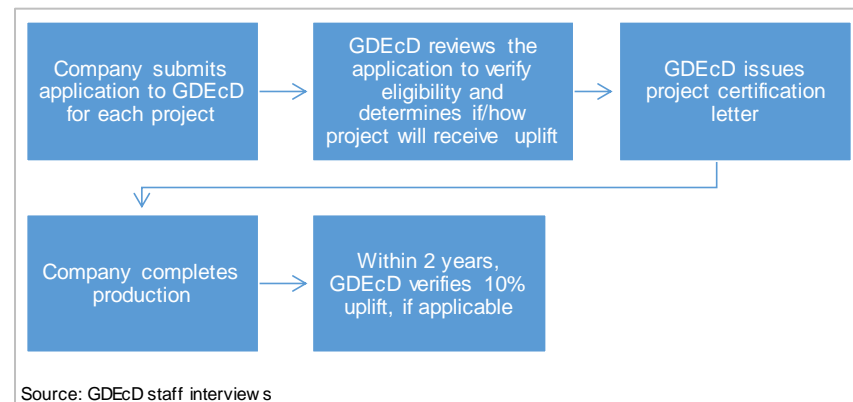 Company submits
application to GDEcD
for each project
GDEcD reviews the
application to verify
eligibility and
determines if/how
project will receive uplift
GDEcD issues
project certification
letter
Company completes
production
Within 2 years,
GDEcD verifies 10%
uplift, if applicable
Source: GDEcD staff interviews